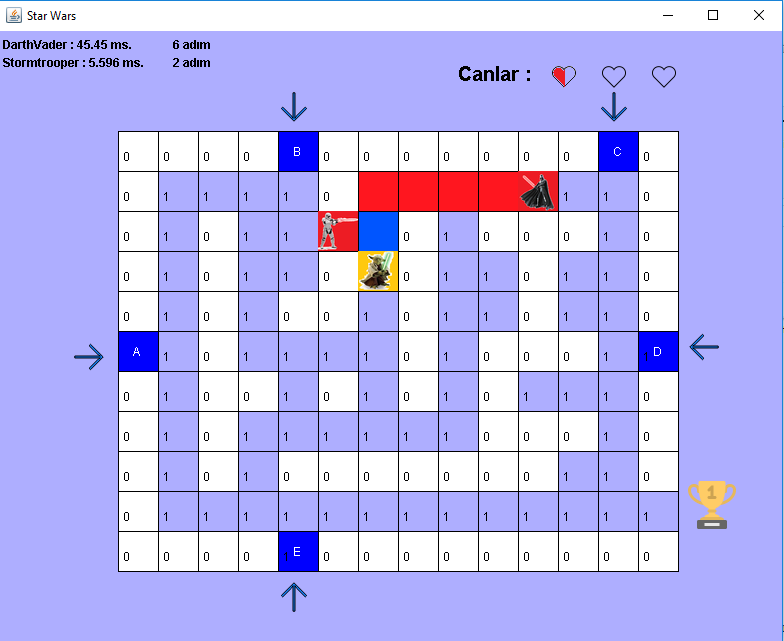 Star Wars
DarthVader : 45.45 ms. 6 adım
Stormtrooper : 5.596 ms. 2 adım
Canlar :
0 0 0 0 B 0 0 0 0 0 0 0 C 0
0 1 1 1 1 0 1 1 0
0 1 0 1 1 0 1 0 0 0 1 0
0 1 0 1 1 0 0 1 1 0 1 1 0
0 1 0 1 0 0 1 0 1 1 0 1 1 0
A 1 0 1 1 1 1 0 1 0 0 0 1 1 D
0 1 0 0 1 0 1 0 1 0 1 1 1 0
0 1 0 1 1 1 1 1 1 0 0 0 1 0
0 1 0 1 0 0 0 0 0 0 0 1 1 0
0 1 1 1 1 1 1 1 1 1 1 1 1 1
1
0 0 0 0 1 E 0 0 0 0 0 0 0 0 0